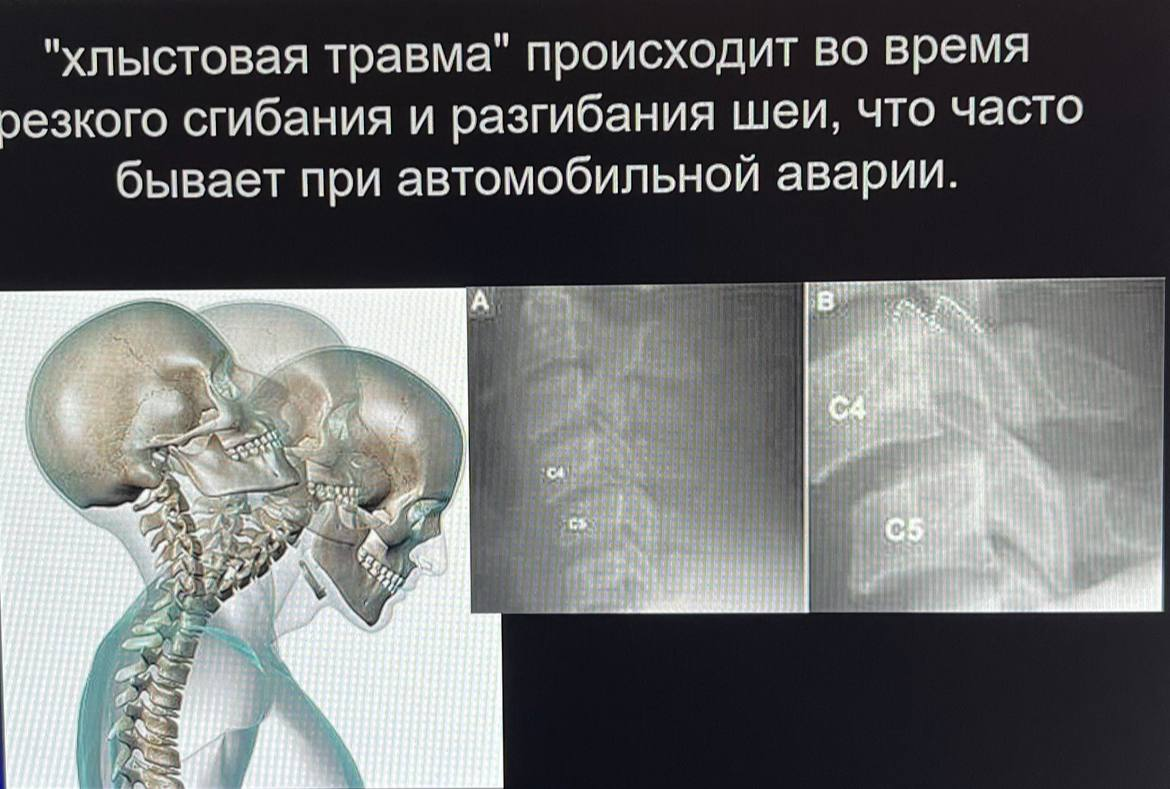 "хлыстовая травма" происходит во время
резкого сгибания и разгибания шеи, что часто
бывает при автомобильной аварии.
A
B
C4
C5
C4
C5